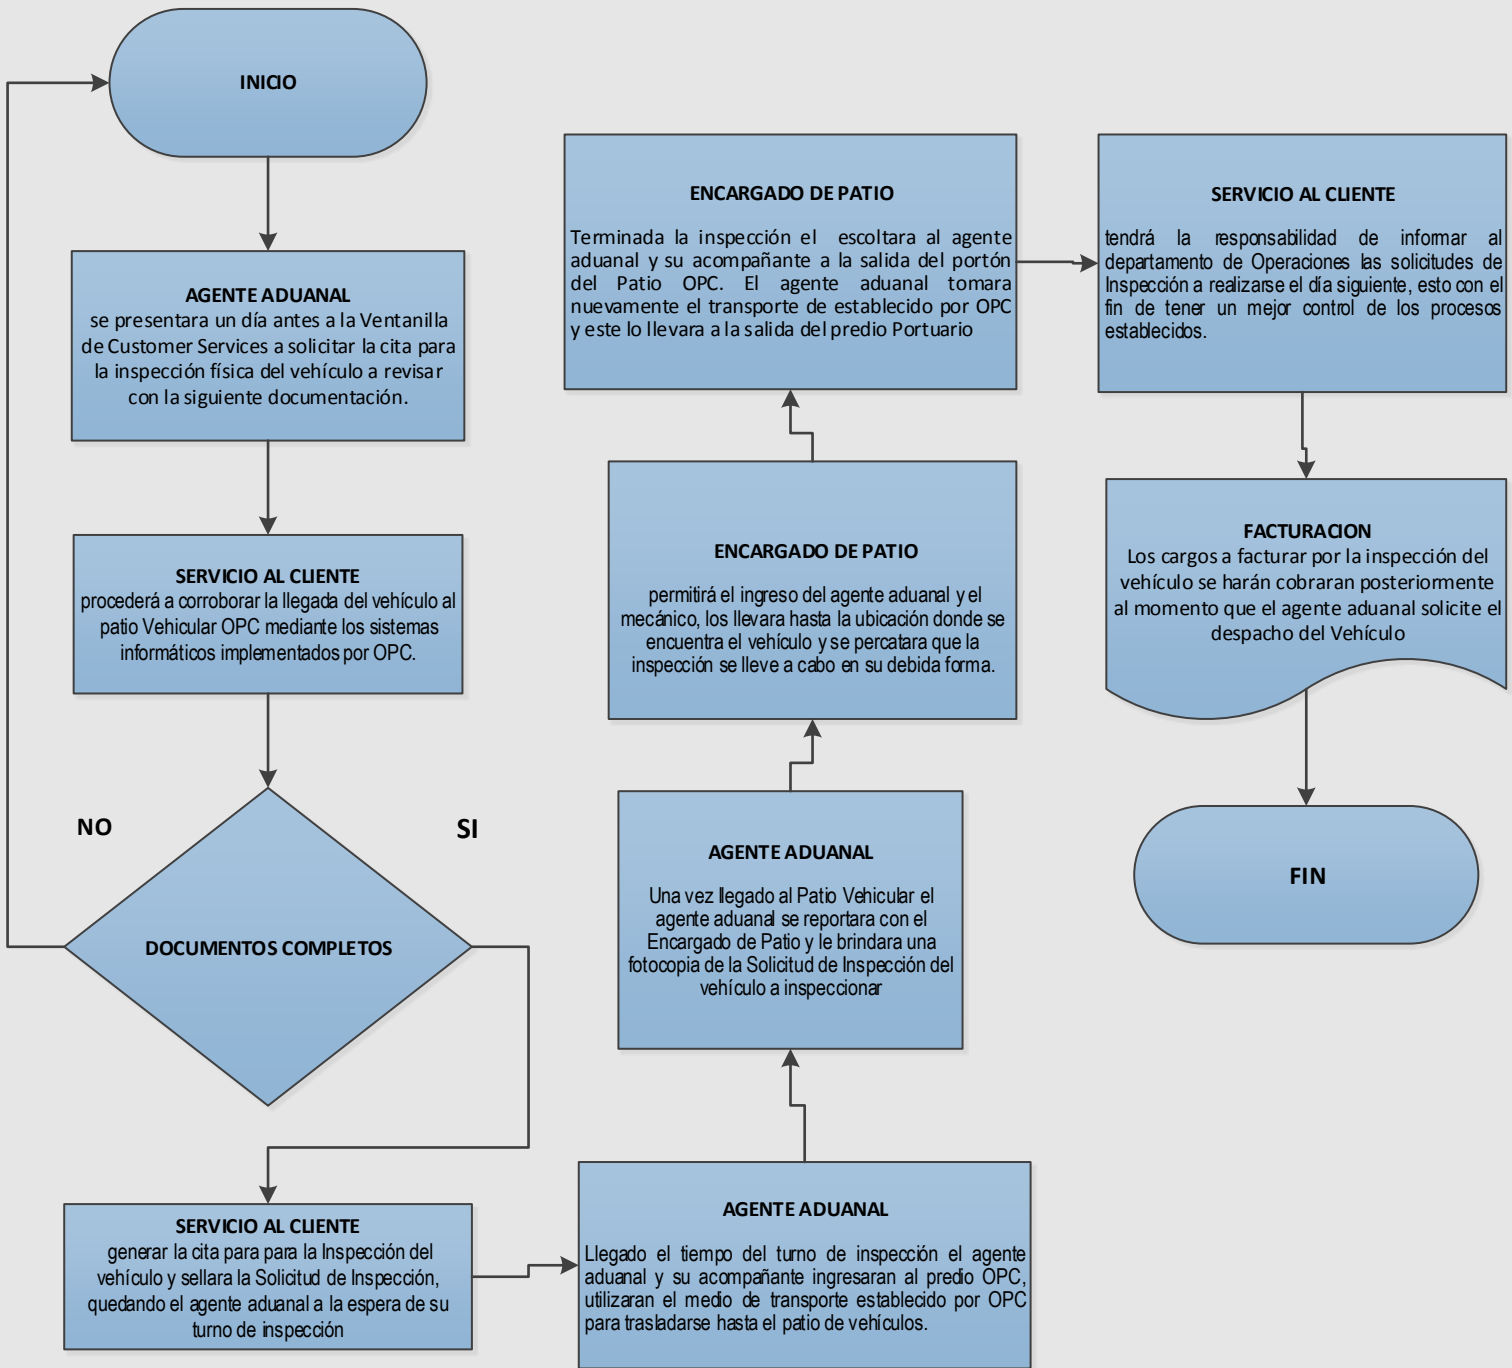 INICIO
AGENTE ADUANAL
se presentara un día antes a la Ventanilla
de Customer Services a solicitar la cita para
la inspección física del vehículo a revisar
con la siguiente documentación.
SERVICIO AL CLIENTE
procederá a corroborar la llegada del vehículo al
patio Vehicular OPC mediante los sistemas
informáticos implementados por OPC.
NO
SI
DOCUMENTOS COMPLETOS
SERVICIO AL CLIENTE
generar la cita para para la Inspección del
vehículo y sellara la Solicitud de Inspección,
quedando el agente aduanal a la espera de su
turno de inspección
AGENTE ADUANAL
Llegado el tiempo del turno de inspección el agente
aduanal y su acompañante ingresaran al predio OPC,
utilizaran el medio de transporte establecido por OPC
para trasladarse hasta el patio de vehículos.
AGENTE ADUANAL
Una vez llegado al Patio Vehicular el
agente aduanal se reportara con el
Encargado de Patio y le brindara una
fotocopia de la Solicitud de Inspección del
vehículo a inspeccionar
ENCARGADO DE PATIO
permitirá el ingreso del agente aduanal y el
mecánico, los llevara hasta la ubicación donde se
encuentra el vehículo y se percatara que la
inspección se lleve a cabo en su debida forma.
ENCARGADO DE PATIO
Terminada la inspección el escoltara al agente
aduanal y su acompañante a la salida del portón
del Patio OPC. El agente aduanal tomara
nuevamente el transporte de establecido por OPC
y este lo llevara a la salida del predio Portuario
SERVICIO AL CLIENTE
tendrá la responsabilidad de informar al
departamento de Operaciones las solicitudes de
Inspección a realizarse el día siguiente, esto con el
fin de tener un mejor control de los procesos
establecidos.
FACTURACION
Los cargos a facturar por la inspección del
vehículo se harán cobraran posteriormente
al momento que el agente aduanal solicite el
despacho del Vehículo
FIN